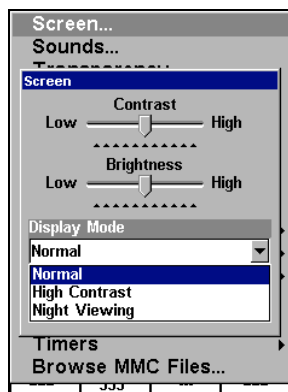 Screen...
Sounds...
Screen
Contrast
Low High
Brightness
Low High
Display Mode
Normal
Normal
High Contrast
Night Viewing
Timers
Browse MMC Files...